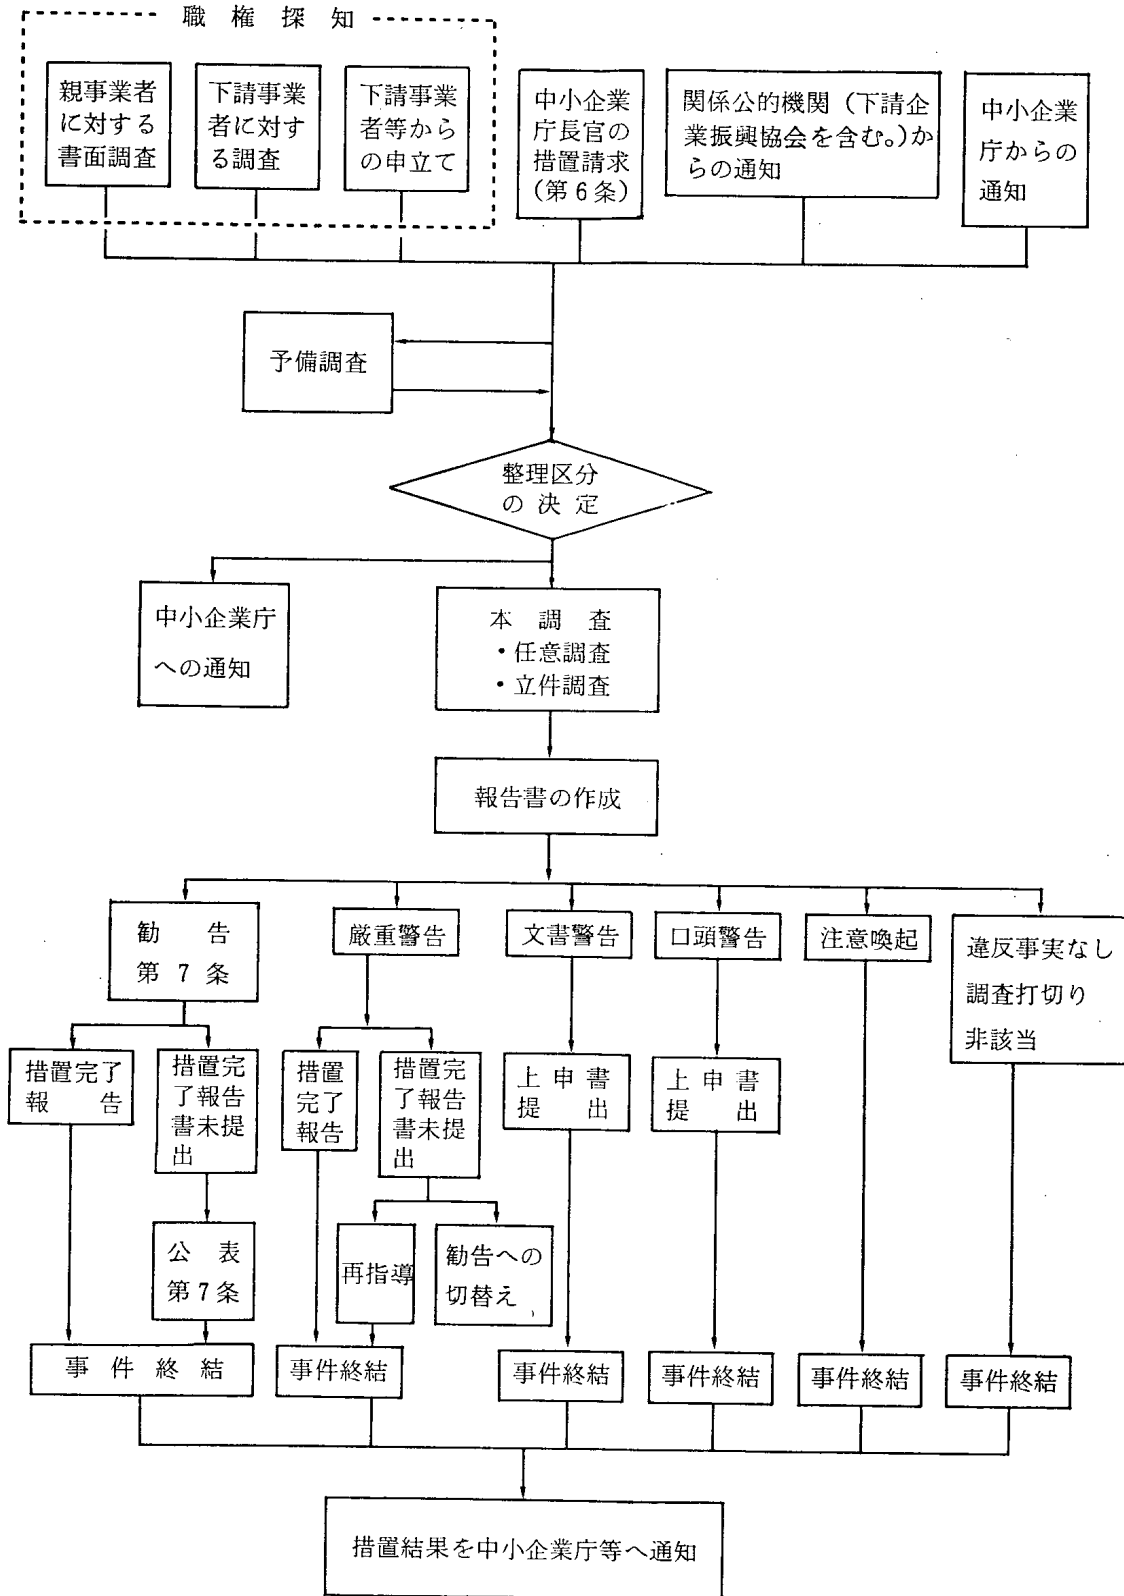 職権探知
親事業者
に対する
書面調査
下請事業
者に対す
る調査
下請事業
者等から
の申立て
中小企業
庁長官の
措置請求
(第6条)
関係公的機関(下請企
業振興協会を含む。)か
らの通知
中小企業
庁からの
通知
予備調査
整理区分
の決定
中小企業庁
への通知
本調査
・任意調査
・立件調査
報告書の作成
勧告
第7条
厳重警告
文書警告
口頭警告
注意喚起
違反事実なし
調査打切り
非該当
措置完了
報告
措置完
了報告
書未提
出
措置
完了
報告
措置完
了報告
書未提
出
上申書
提出
上申書
提出
公表
第7条
再指導
勧告への
切替え
事件終結
事件終結
事件終結
事件終結
事件終結
事件終結
措置結果を中小企業庁等へ通知